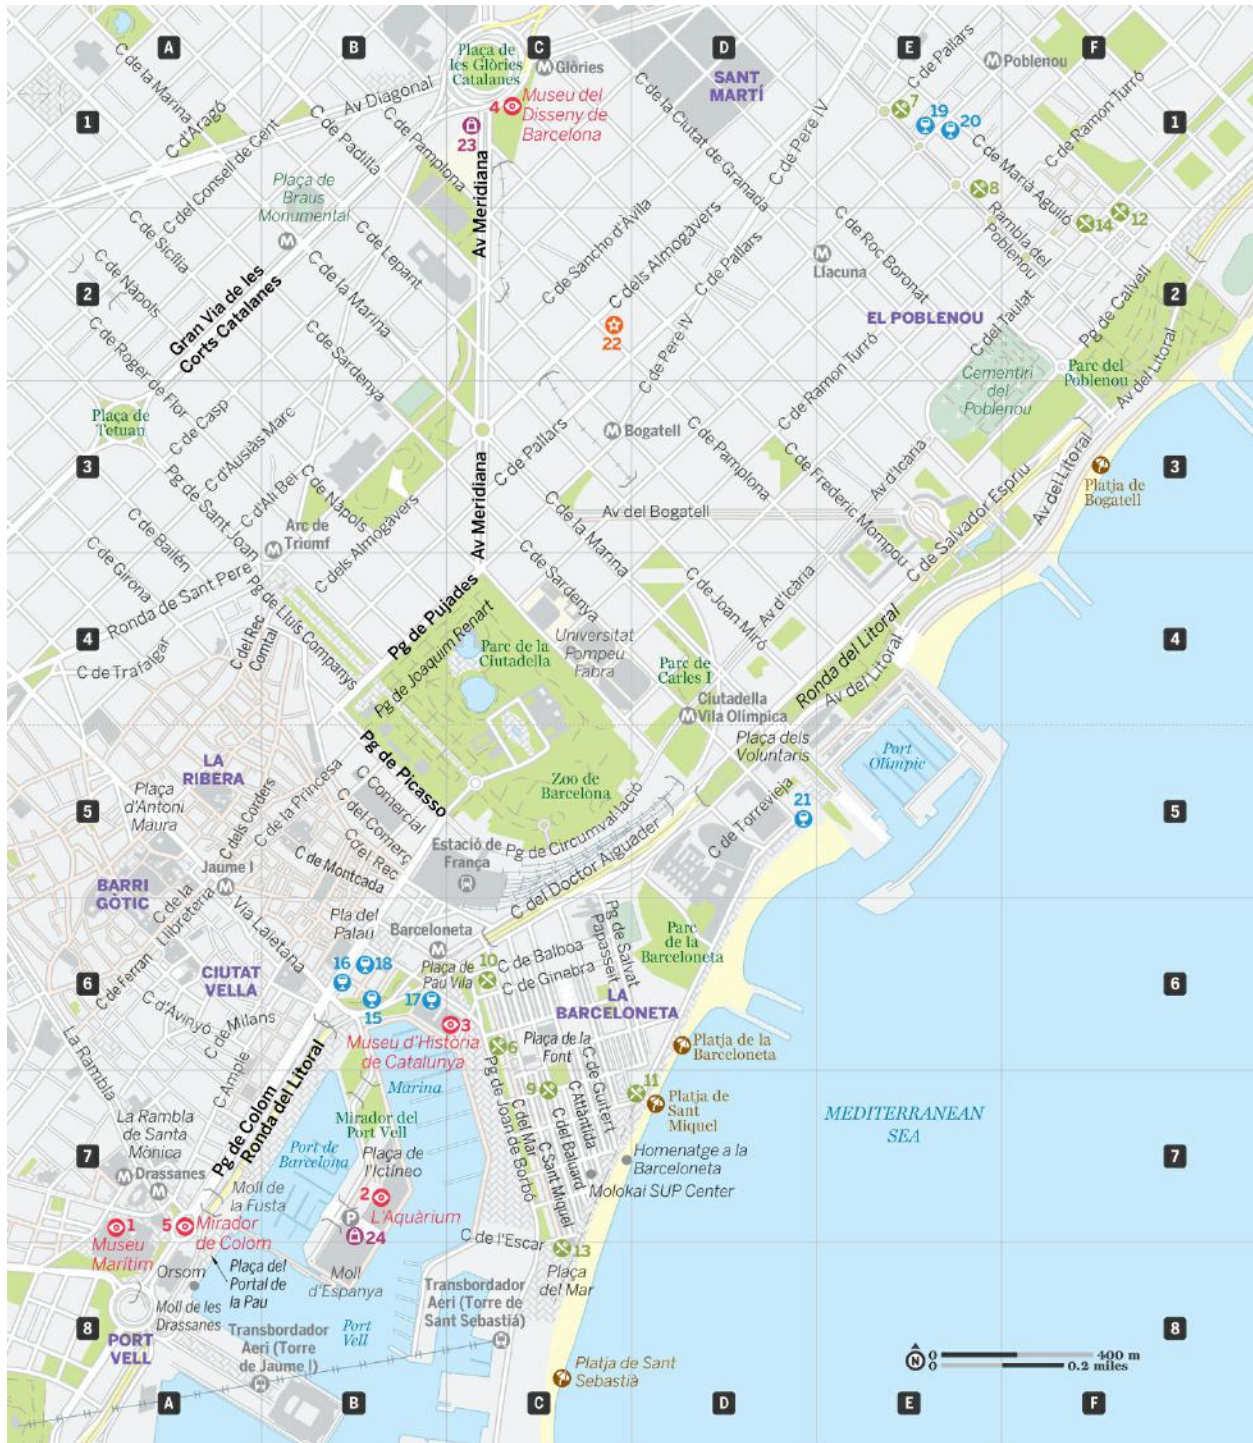 A
B
C
D
E
F
1
2
3
4
5
6
7
8
Plaça de
les Glòries
Catalanes
Glòries
4
Museu del
Disseny de
Barcelona
23
SANT
MARTÍ
C de Pallars
Poblenou
7
19
20
C de la Marina
C d'Aragó
Av Diagonal
C del Consell de Cent
C de Padilla
C de Pamplona
C de la Ciutat de Granada
C de Pere IV
C de Marià Aguiló
C de Ramon Turró
Plaça de
Braus
Monumental
8
14
12
Rambla del
Poblenou
Av Meridiana
C de Sicília
C de Nàpols
C de Lepant
C de la Marina
C de Sancho d'Àvila
C dels Almogàvers
C de Pallars
Llacuna
C de Roc Boronat
Gran Via de les
Corts Catalanes
C de Roger de Flor
C de Sardenya
22
C de Pere IV
EL POBLENOU
C del Taulat
Pg de Calvell
Av del Litoral
Parc del
Poblenou
Cementiri
del
Poblenou
C de Ramon Turró
Plaça de
Tetuan
C de Casp
C d'Ausiàs Marc
C d'Alí Bei
C de Nàpols
Pg de Sant Joan
C de Bailén
C de Girona
Arc de
Triomf
C dels Almogàvers
C de Pallars
Av Meridiana
Bogatell
C de Pamplona
C de Frederic Mompou
Av d'Icària
C de Salvador Espriu
Av del Litoral
Platja de
Bogatell
Av del Bogatell
C de la Marina
C de Sardenya
Ronda de Sant Pere
C de Trafalgar
C del Rec
Comtal
Pg de Lluís Companys
Pg de Pujades
Pg de Joaquim Renart
Parc de la
Ciutadella
Universitat
Pompeu
Fabra
C de Joan Miró
Av d'Icària
Parc de
Carles I
Ciutadella
Vila Olímpica
Ronda del Litoral
Av del Litoral
Plaça dels
Voluntaris
Port
Olímpic
LA
RIBERA
Plaça
d'Antoni
Maura
Pg de Picasso
Zoo de
Barcelona
Pg de Circumval·lació
C de Torrevieja
21
C dels Corders
C de la Princesa
C Comercial
C del Comerç
C del Rec
C de Montcada
Estació de
França
C del Doctor Aiguader
Jaume I
BARRI
GÒTIC
C de la
Llibreteria
Via Laietana
C de Ferran
Pla del
Palau
Barceloneta
Plaça de
Pau Vila
10
C de Balboa
C de Ginebra
Pg de Salvat
Papasseit
Parc
de la
Barceloneta
CIUTAT
VELLA
16
18
15
17
3
Museu d'Història
de Catalunya
LA
BARCELONETA
Plaça de la
Font
6
9
11
Platja de la
Barceloneta
Platja de
Sant
Miquel
C d'Avinyó
C de Milans
La Rambla
C Ample
Pg de Colom
Ronda del Litoral
Marina
Mirador del
Port Vell
Pg de Joan de Borbó
C del Mar
C de Guitert
C Atlàntida
C del Baluard
C Sant Miquel
MEDITERRANEAN
SEA
La Rambla
de Santa
Mònica
Drassanes
Port de
Barcelona
Plaça de
l'Ictíneo
Moll de
la Fusta
2
L'Aquàrium
P
24
Homenatge a la
Barceloneta
Molokai SUP Center
1
Museu
Marítim
5
Mirador
de Colom
C de l'Escar
13
Plaça
del Mar
Orsom
Plaça del
Portal de
la Pau
Moll
d'Espanya
Moll de les
Drassanes
Port
Vell
Transbordador
Aeri (Torre de
Sant Sebastià)
PORT
VELL
Transbordador
Aeri (Torre
de Jaume I)
Platja de Sant
Sebastià
N
0
400 m
0
0.2 miles
A
B
C
D
E
F
1
2
3
4
5
6
7
8